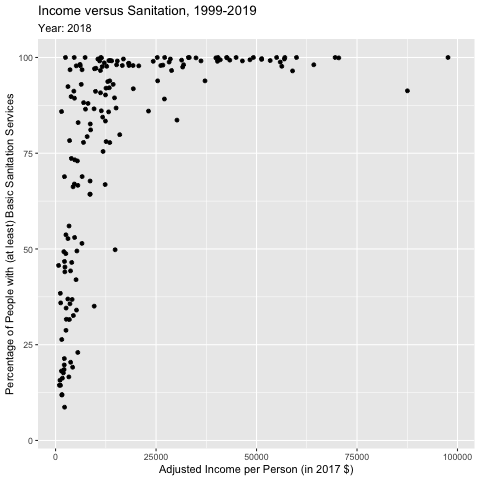 Income versus Sanitation, 1999-2019
Year: 2018
Percentage of People with (at least) Basic Sanitation Services
100
75
50
25
0
0 25000 50000 75000 100000
Adjusted Income per Person (in 2017 $)